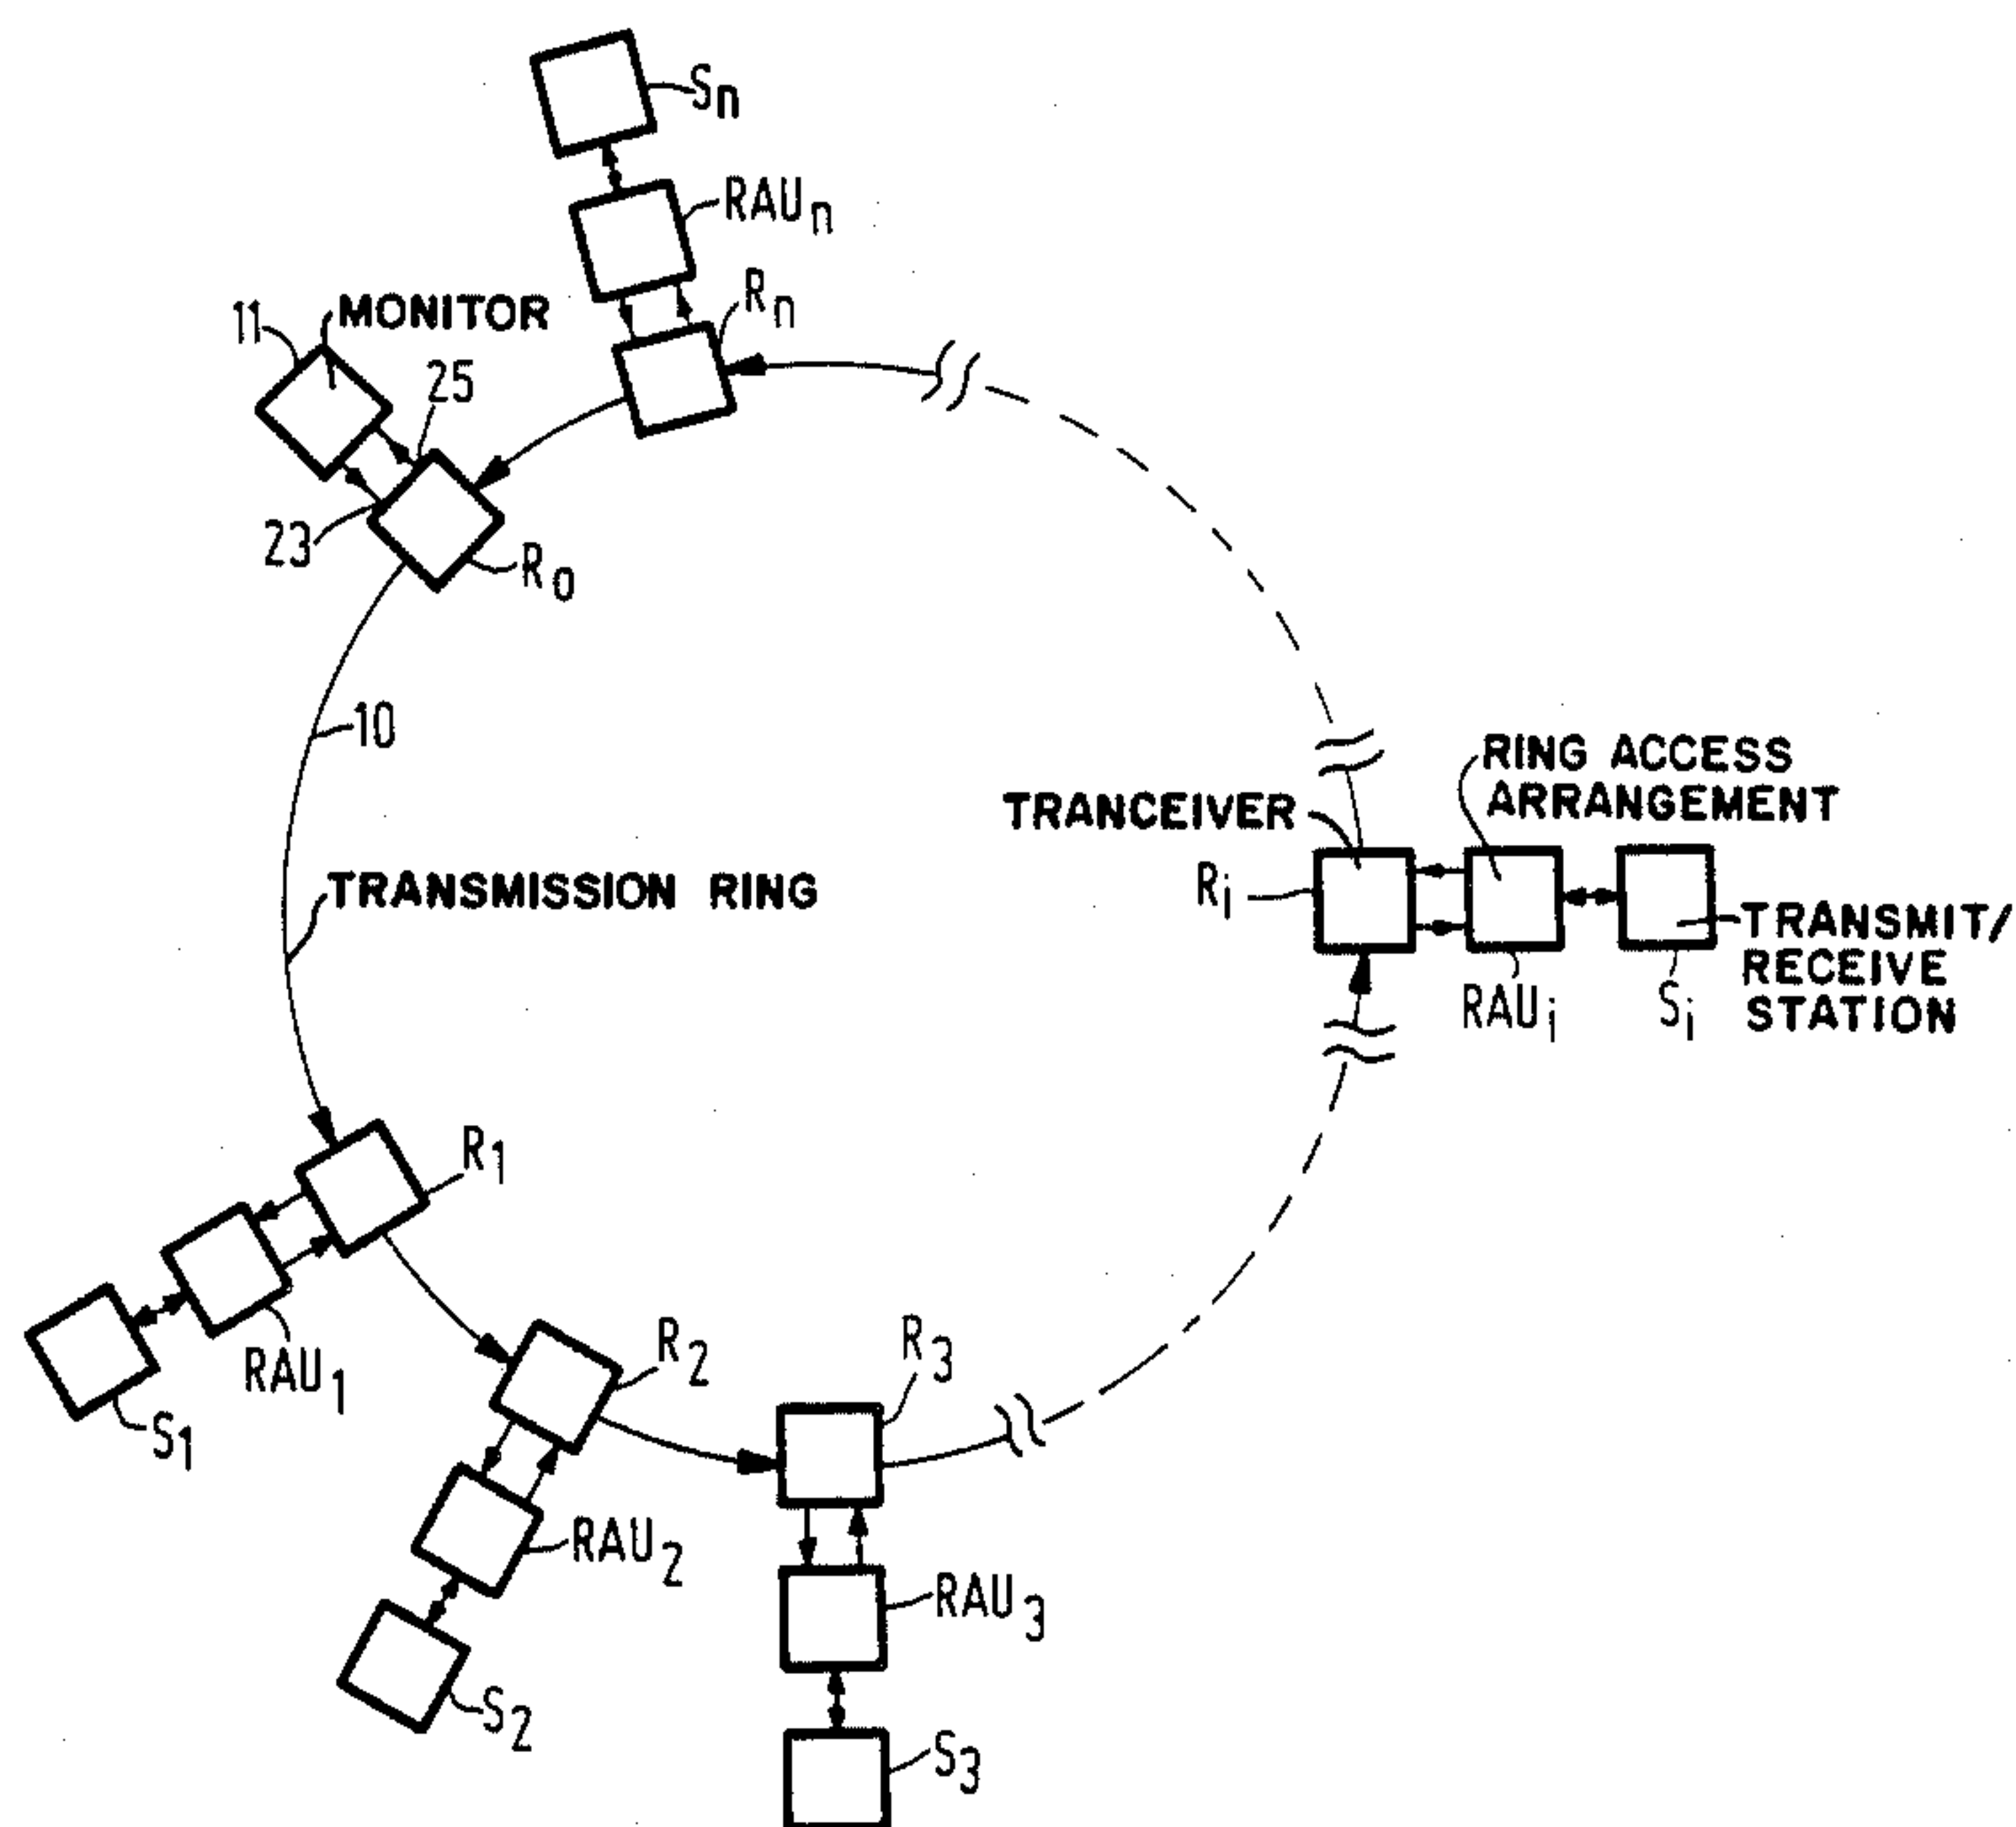 Sn
RAUn
Rn
11
MONITOR
25
23
R0
10
RING ACCESS
ARRANGEMENT
TRANCEIVER
TRANSMISSION RING
Ri
TRANSMIT/
RECEIVE
STATION
RAUi
Si
R1
R2
R3
RAU1
S1
RAU2
RAU3
S2
S3